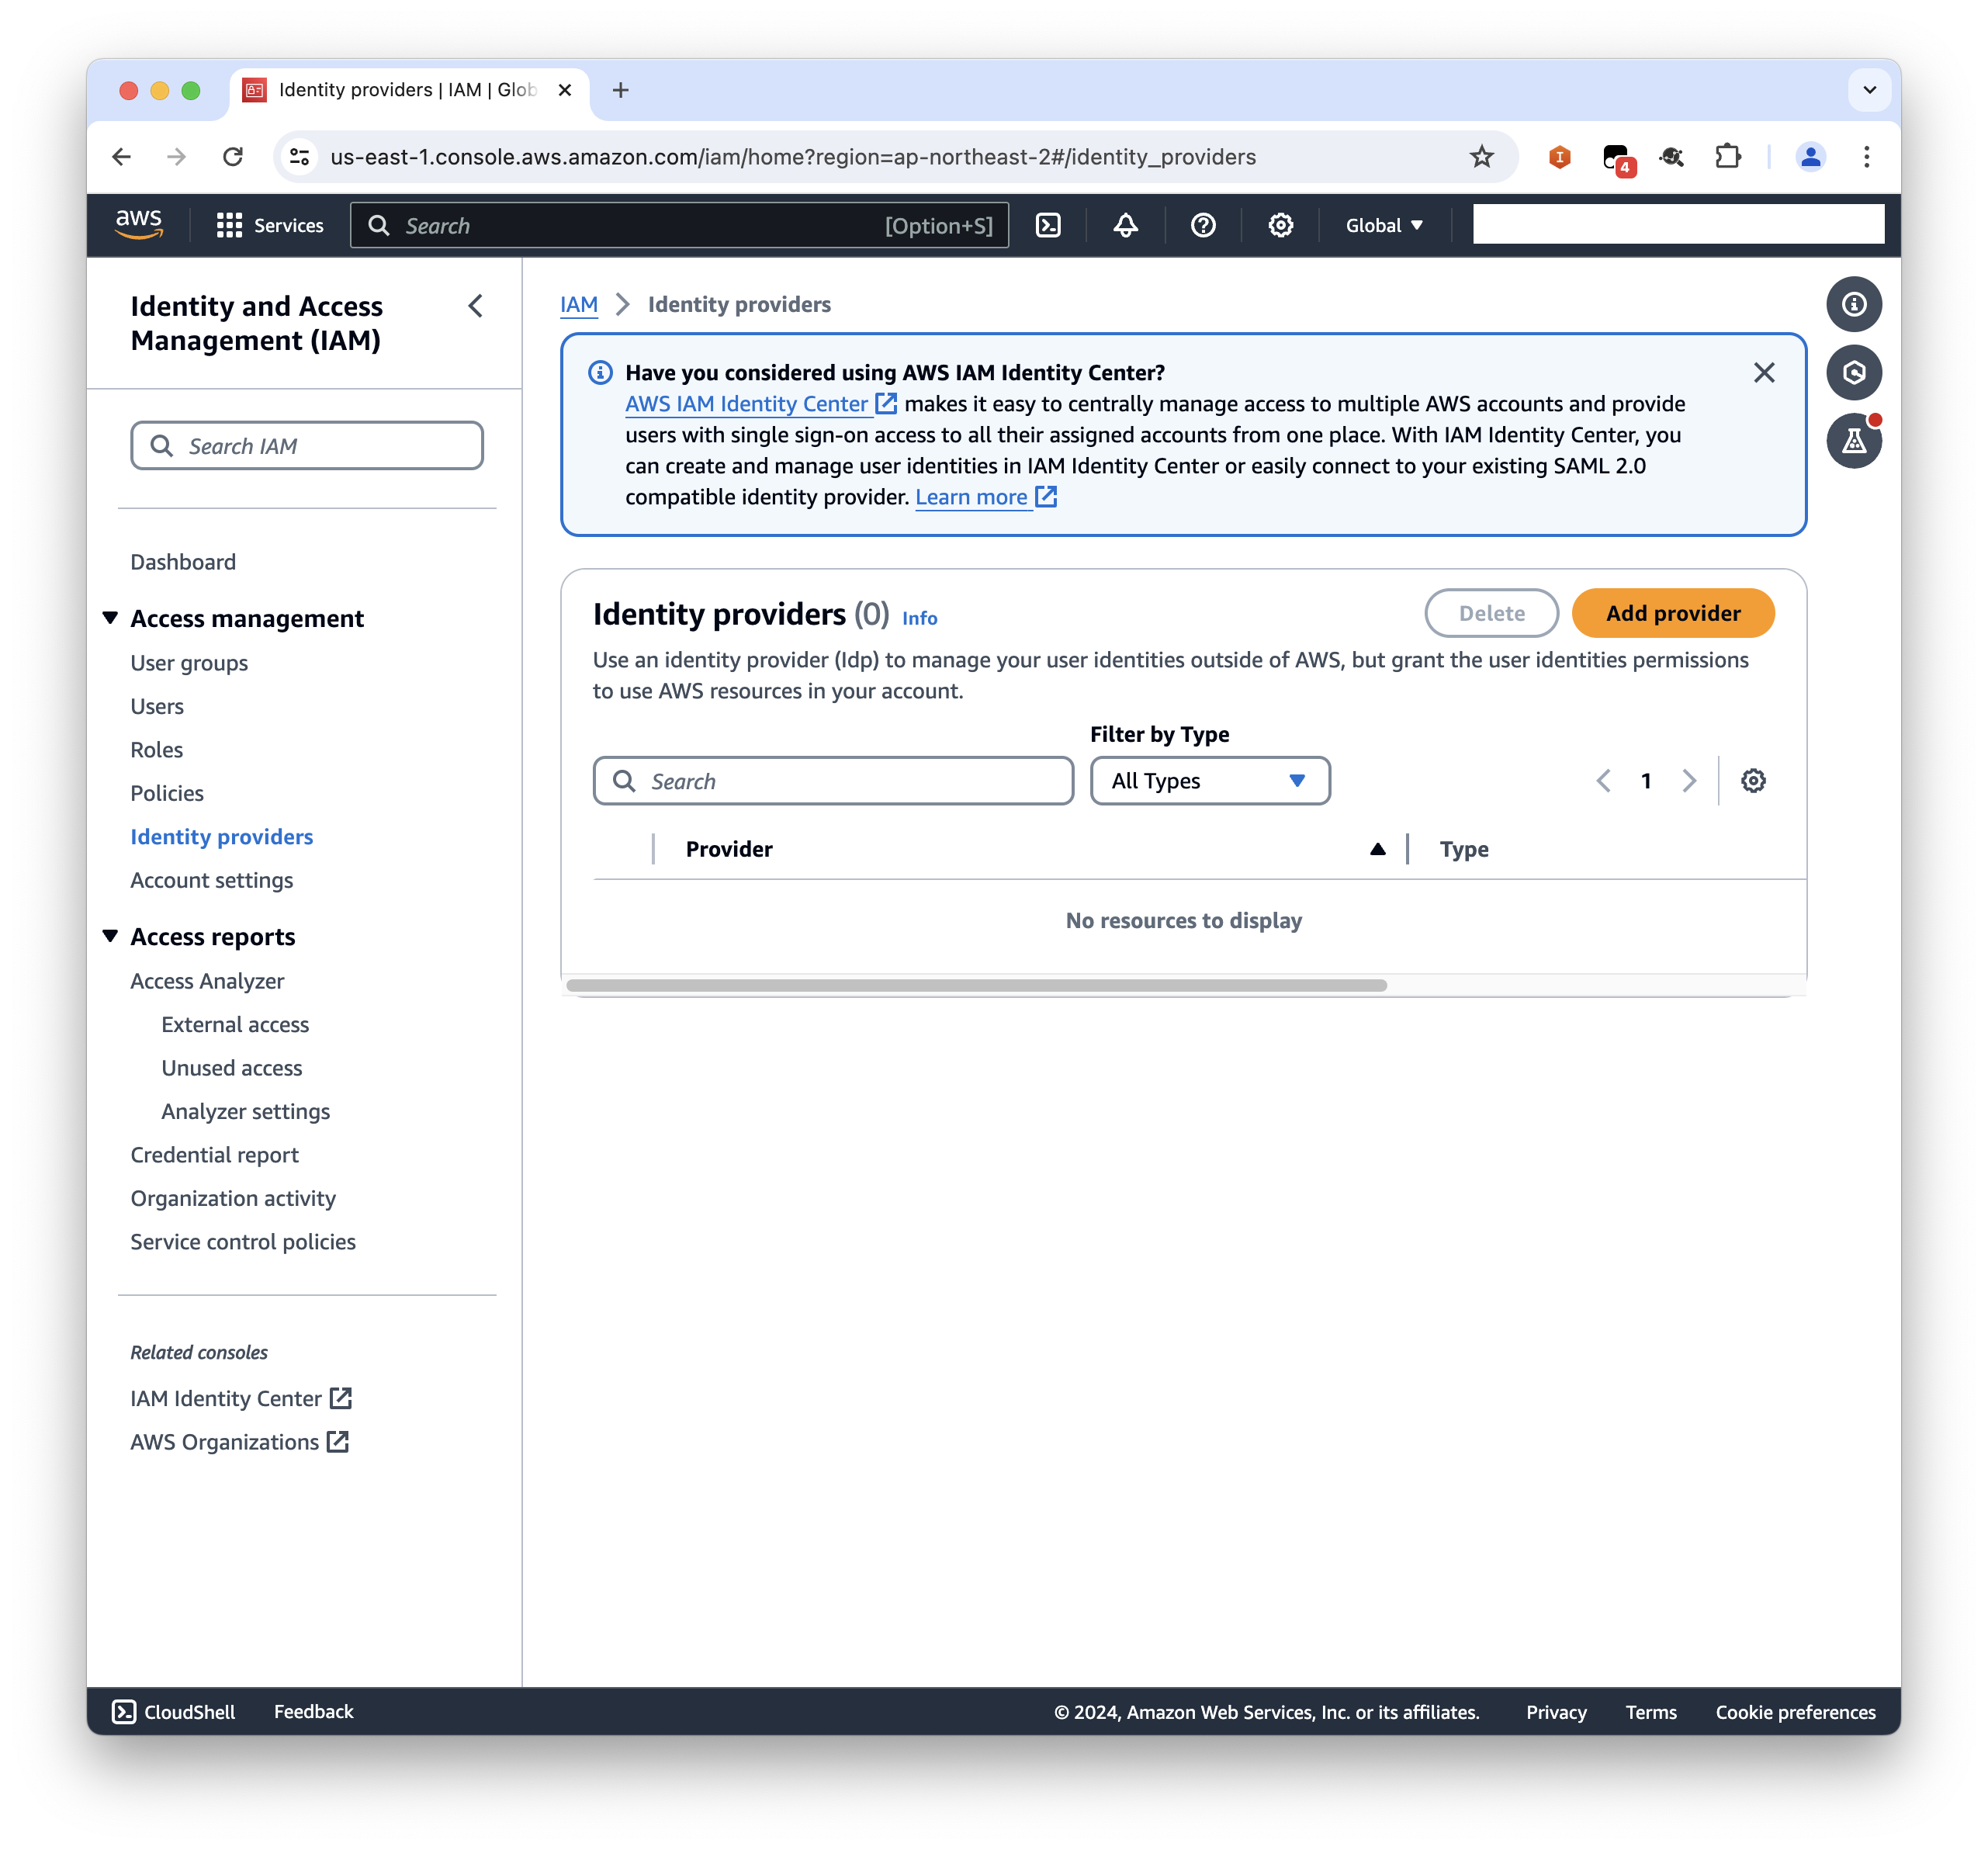 Identity providers | IAM | Glob
us-east-1.console.aws.amazon.com/iam/home?region=ap-northeast-2#/identity_providers
4
aws
Services
Search
[Option+S]
Global
Identity and Access
Management (IAM)
Search IAM
Dashboard
Access management
User groups
Users
Roles
Policies
Identity providers
Account settings
Access reports
Access Analyzer
External access
Unused access
Analyzer settings
Credential report
Organization activity
Service control policies
Related consoles
IAM Identity Center
AWS Organizations
IAM > Identity providers
Have you considered using AWS IAM Identity Center?
AWS IAM Identity Center makes it easy to centrally manage access to multiple AWS accounts and provide
users with single sign-on access to all their assigned accounts from one place. With IAM Identity Center, you
can create and manage user identities in IAM Identity Center or easily connect to your existing SAML 2.0
compatible identity provider. Learn more
Identity providers (0) Info
Delete
Add provider
Use an identity provider (Idp) to manage your user identities outside of AWS, but grant the user identities permissions
to use AWS resources in your account.
Filter by Type
Search
All Types
1
Provider
Type
No resources to display
CloudShell
Feedback
© 2024, Amazon Web Services, Inc. or its affiliates.
Privacy
Terms
Cookie preferences